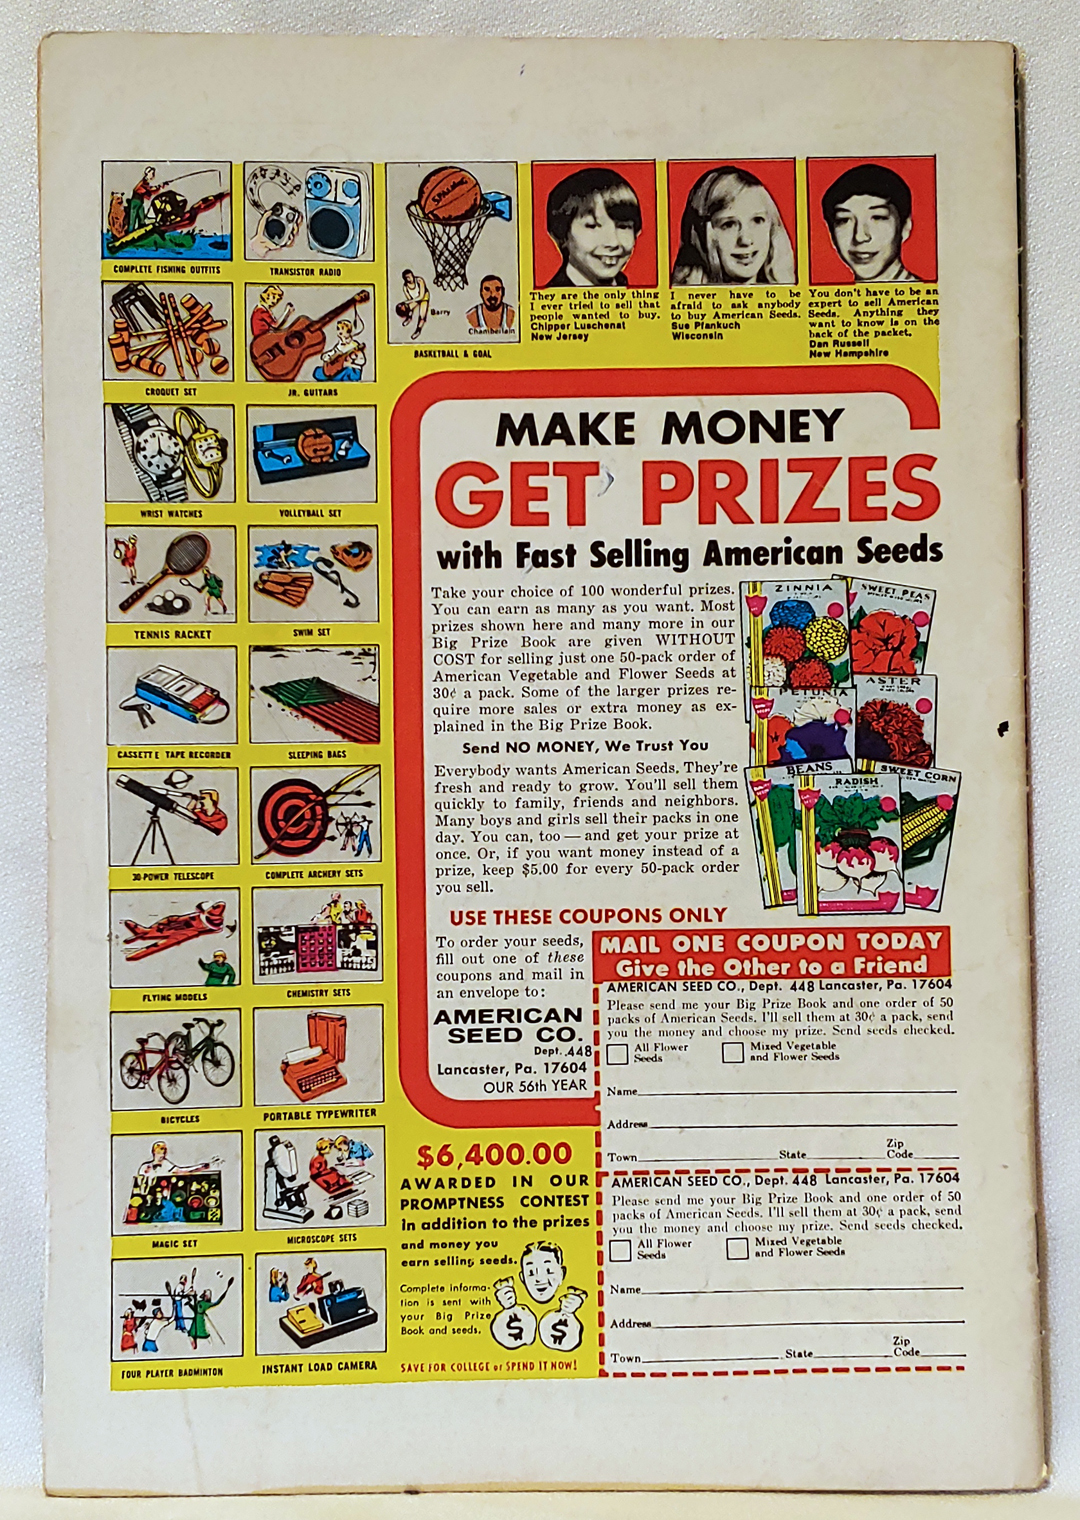 COMPLETE FISHING OUTFITS
TRANSISTOR RADIO
SPALDING
Barry
Chamberlain
BASKETBALL & GOAL
CROQUET SET
JR. GUITARS
WRIST WATCHES
VOLLEYBALL SET
TENNIS RACKET
SWIM SET
CASSETTE TAPE RECORDER
SLEEPING BAGS
30-POWER TELESCOPE
COMPLETE ARCHERY SETS
FLYING MODELS
CHEMISTRY SETS
BICYCLES
PORTABLE TYPEWRITER
MAGIC SET
MICROSCOPE SETS
FOUR PLAYER BADMINTON
INSTANT LOAD CAMERA
They are the only thing
I ever tried to sell that
people wanted to buy.
Chipper Luschenat
New Jersey
I never have to be
afraid to ask anybody
to buy American Seeds.
Sue Pfankuch
Wisconsin
You don't have to be an
expert to sell American
Seeds. Anything they
want to know is on the
back of the packet.
Dan Russell
New Hampshire
MAKE MONEY
GET PRIZES
with Fast Selling American Seeds
Take your choice of 100 wonderful prizes.
You can earn as many as you want. Most
prizes shown here and many more in our
Big Prize Book are given WITHOUT
COST for selling just one 50-pack order of
American Vegetable and Flower Seeds at
30¢ a pack. Some of the larger prizes re-
quire more sales or extra money as ex-
plained in the Big Prize Book.
Send NO MONEY, We Trust You
Everybody wants American Seeds. They're
fresh and ready to grow. You'll sell them
quickly to family, friends and neighbors.
Many boys and girls sell their packs in one
day. You can, too — and get your prize at
once. Or, if you want money instead of a
prize, keep $5.00 for every 50-pack order
you sell.
ZINNIA
SWEET PEAS
PETUNIA
ASTER
BEANS
RADISH
SWEET CORN
USE THESE COUPONS ONLY
To order your seeds,
fill out one of these
coupons and mail in
an envelope to:
AMERICAN
SEED CO.
Dept. 448
Lancaster, Pa. 17604
OUR 56th YEAR
MAIL ONE COUPON TODAY
Give the Other to a Friend
AMERICAN SEED CO., Dept. 448 Lancaster, Pa. 17604
Please send me your Big Prize Book and one order of 50
packs of American Seeds. I'll sell them at 30¢ a pack, send
you the money and choose my prize. Send seeds checked.
All Flower Seeds
Mixed Vegetable and Flower Seeds
Name
Address
Town State Zip Code
AMERICAN SEED CO., Dept. 448 Lancaster, Pa. 17604
Please send me your Big Prize Book and one order of 50
packs of American Seeds. I'll sell them at 30¢ a pack, send
you the money and choose my prize. Send seeds checked.
All Flower Seeds
Mixed Vegetable and Flower Seeds
Name
Address
Town State Zip Code
$6,400.00
AWARDED IN OUR
PROMPTNESS CONTEST
in addition to the prizes
and money you
earn selling seeds.
Complete informa-
tion is sent with
your Big Prize
Book and seeds.
$ $
SAVE FOR COLLEGE or SPEND IT NOW!